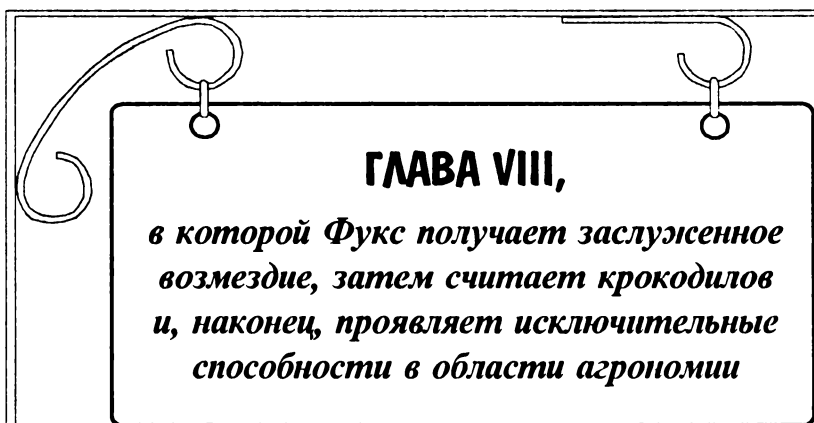 ГЛАВА VIII,
в которой Фукс получает заслуженное
возмездие, затем считает крокодилов
и, наконец, проявляет исключительные
способности в области агрономии